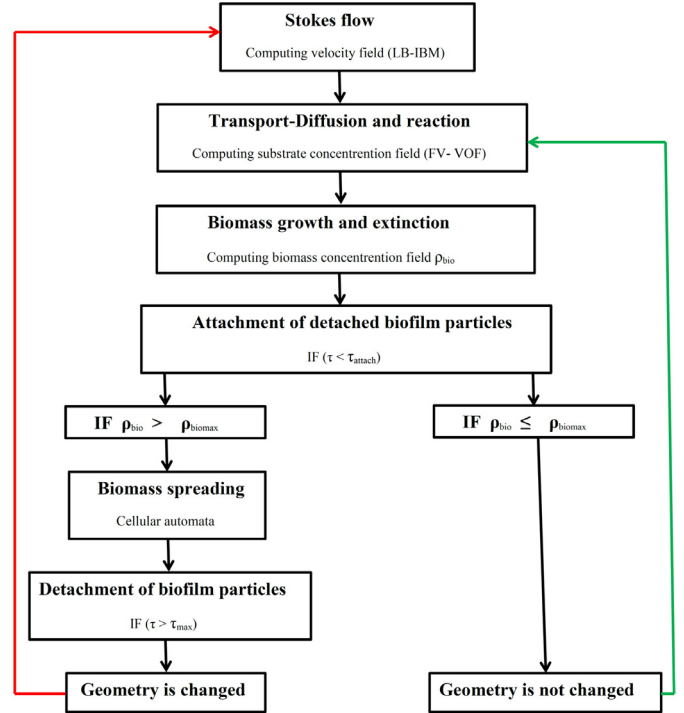 Stokes flow
Computing velocity field (LB-IBM)
Transport-Diffusion and reaction
Computing substrate concentrention field (FV- VOF)
Biomass growth and extinction
Computing biomass concentrention field ρbio
Attachment of detached biofilm particles
IF (τ < τattach)
IF ρbio > ρbiomax
IF ρbio ≤ ρbiomax
Biomass spreading
Cellular automata
Detachment of biofilm particles
IF (τ > τmax)
Geometry is changed
Geometry is not changed